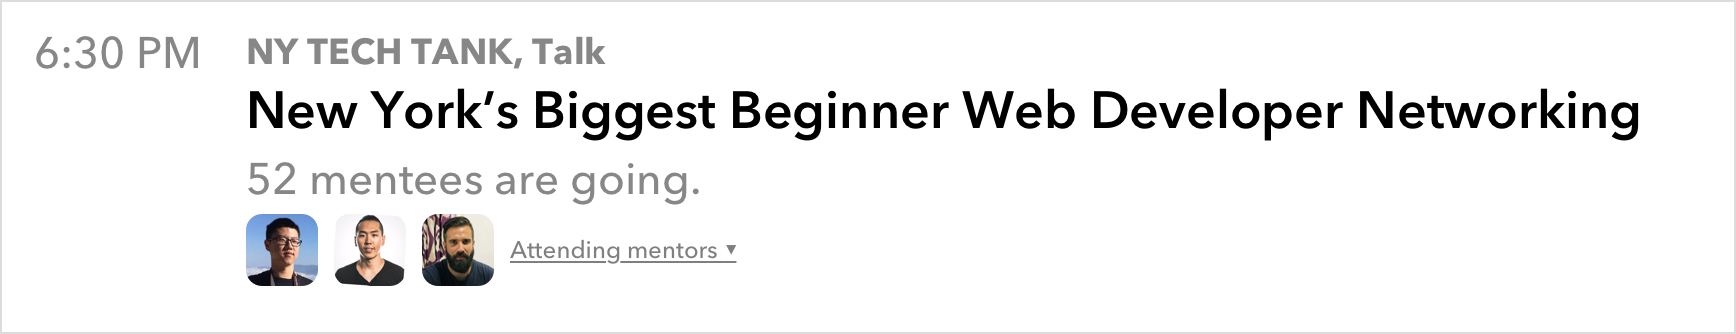 6:30 PM
NY TECH TANK, Talk
New York’s Biggest Beginner Web Developer Networking
52 mentees are going.
Attending mentors ▾